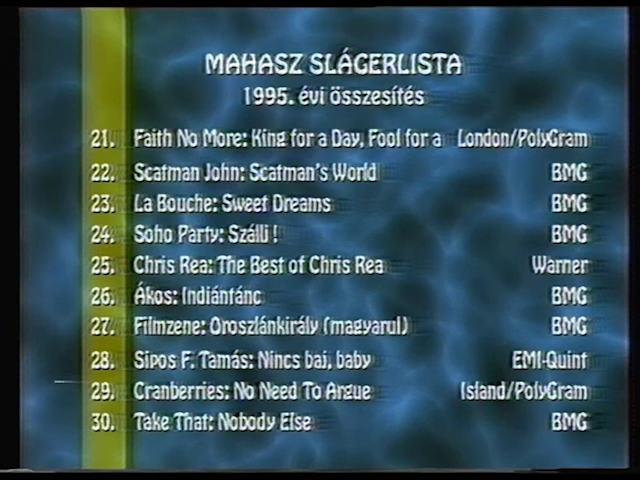 MAHASZ SLÁGERLISTA
1995. évi összesítés
21. Faith No More: King for a Day, Fool for a London/PolyGram
22. Scatman John: Scatman's World BMG
23. La Bouche: Sweet Dreams BMG
24. Soho Party: Szállj ! BMG
25. Chris Rea: The Best of Chris Rea Warner
26. Ákos: Indiántánc BMG
27. Filmzene: Oroszlánkirály (magyarul) BMG
28. Sipos F. Tamás: Nincs baj, baby EMI-Quint
29. Cranberries: No Need To Argue Island/PolyGram
30. Take That: Nobody Else BMG